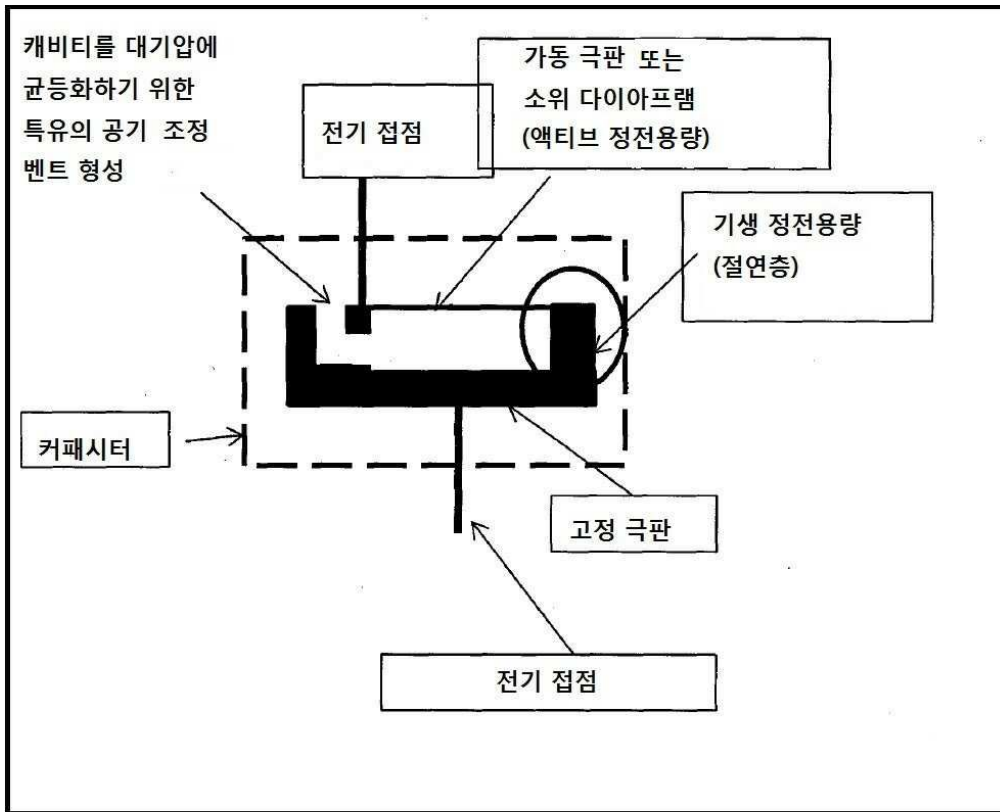 캐비티를 대기압에
균등화하기 위한
특유의 공기 조정
벤트 형성
전기 접점
가동 극판 또는
소위 다이아프램
(액티브 정전용량)
기생 정전용량
(절연층)
커패시터
고정 극판
전기 접점